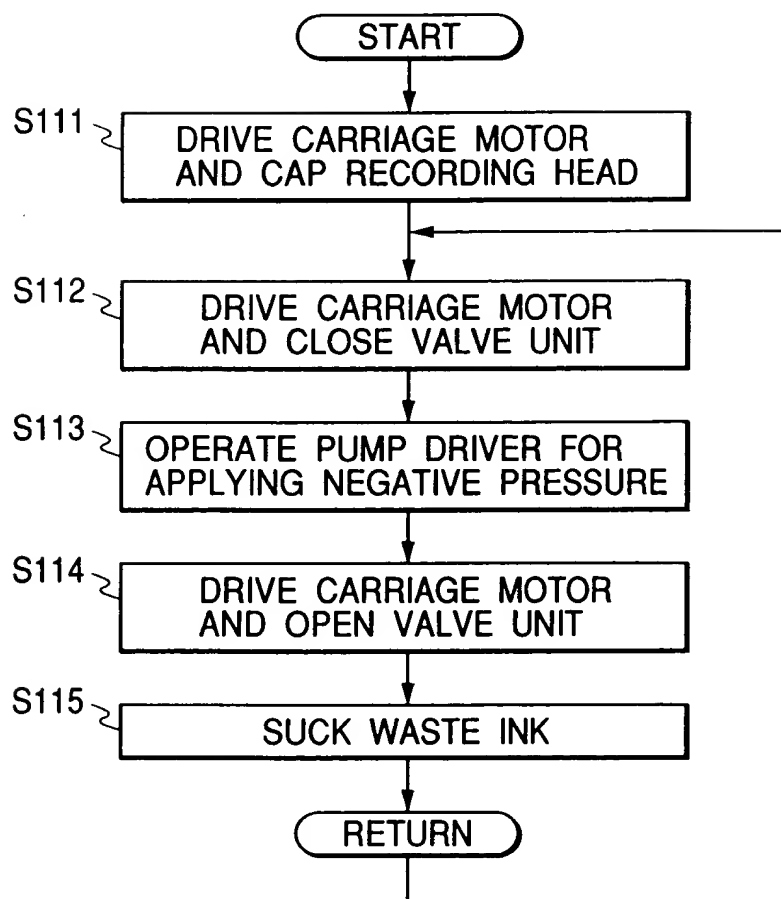 START
S111
DRIVE CARRIAGE MOTOR
AND CAP RECORDING HEAD
S112
DRIVE CARRIAGE MOTOR
AND CLOSE VALVE UNIT
S113
OPERATE PUMP DRIVER FOR
APPLYING NEGATIVE PRESSURE
S114
DRIVE CARRIAGE MOTOR
AND OPEN VALVE UNIT
S115
SUCK WASTE INK
RETURN